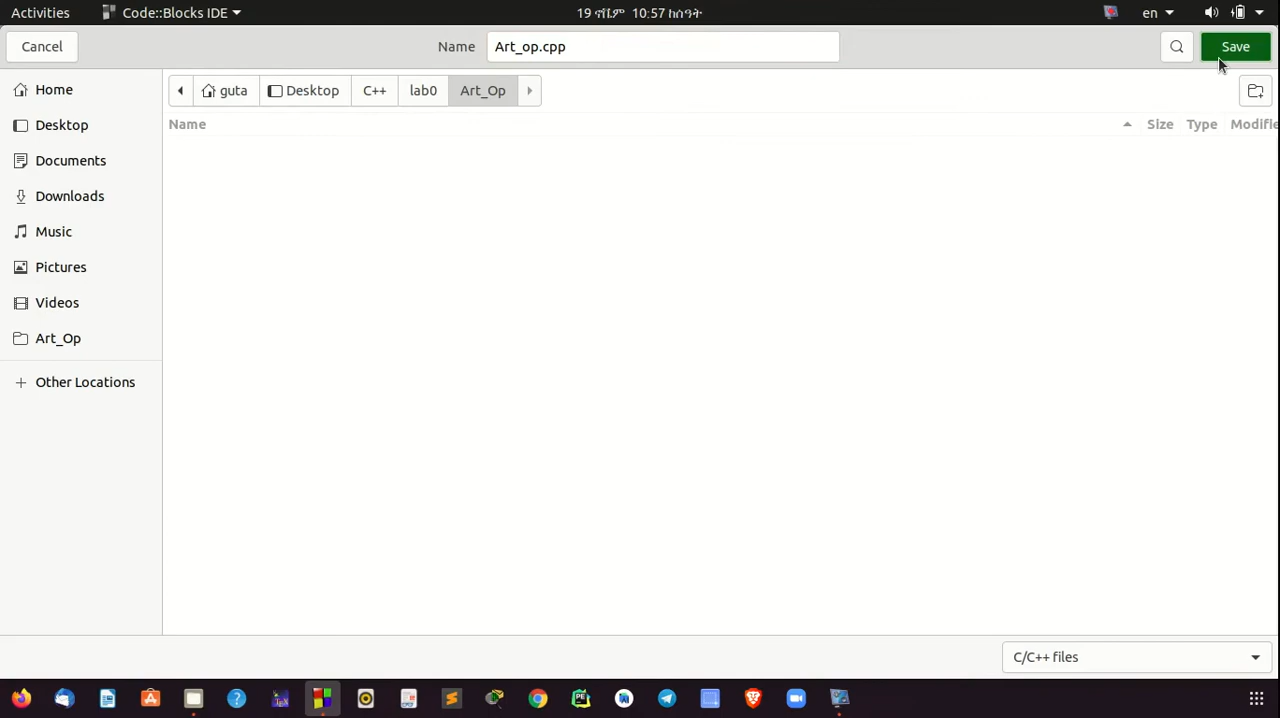 Activities Code::Blocks IDE 19 ኖቬም 10:57 ከሰዓት en
Cancel Name Art_op.cpp Save
guta Desktop C++ lab0 Art_Op
Name Size Type Modifie
Home
Desktop
Documents
Downloads
Music
Pictures
Videos
Art_Op
Other Locations
C/C++ files